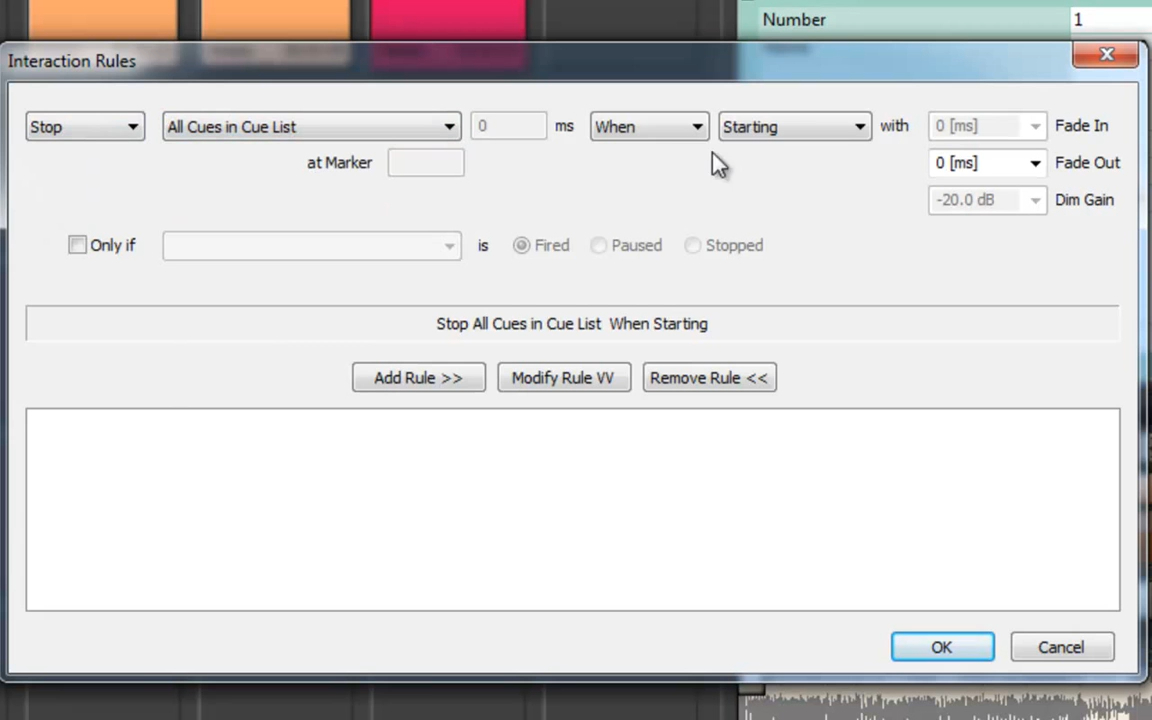 Number 1
Interaction Rules
Stop All Cues in Cue List 0 ms When Starting with 0 [ms] Fade In
at Marker 0 [ms] Fade Out
-20.0 dB Dim Gain
Only if is Fired Paused Stopped
Stop All Cues in Cue List When Starting
Add Rule >> Modify Rule VV Remove Rule <<
OK Cancel